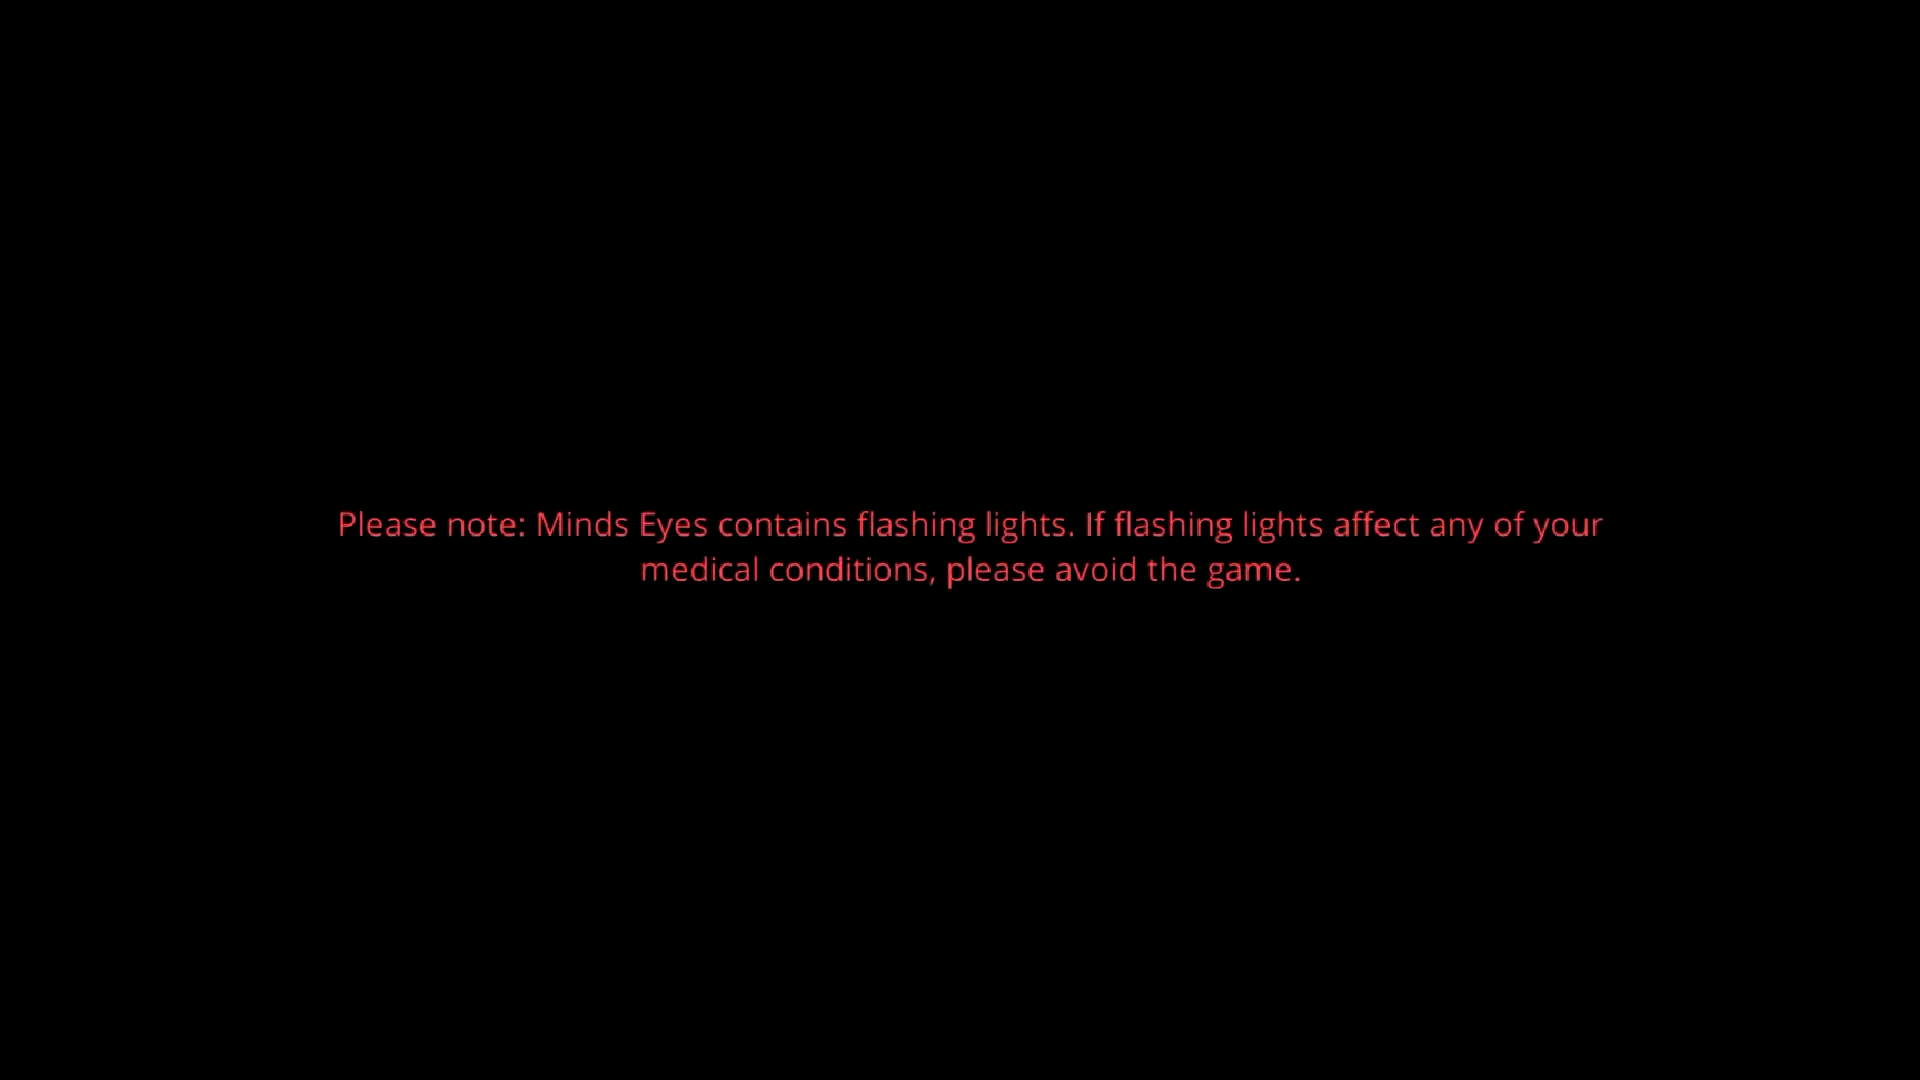 Please note: Minds Eyes contains flashing lights. If flashing lights affect any of your
medical conditions, please avoid the game.